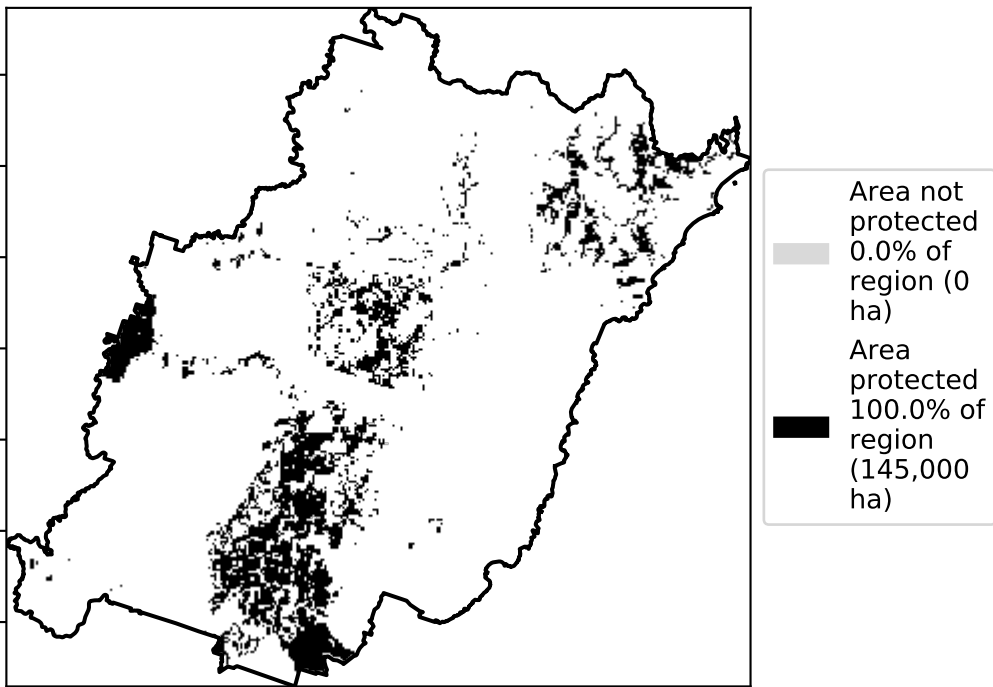 Area not
protected
0.0% of
region (0
ha)
Area
protected
100.0% of
region
(145,000
ha)